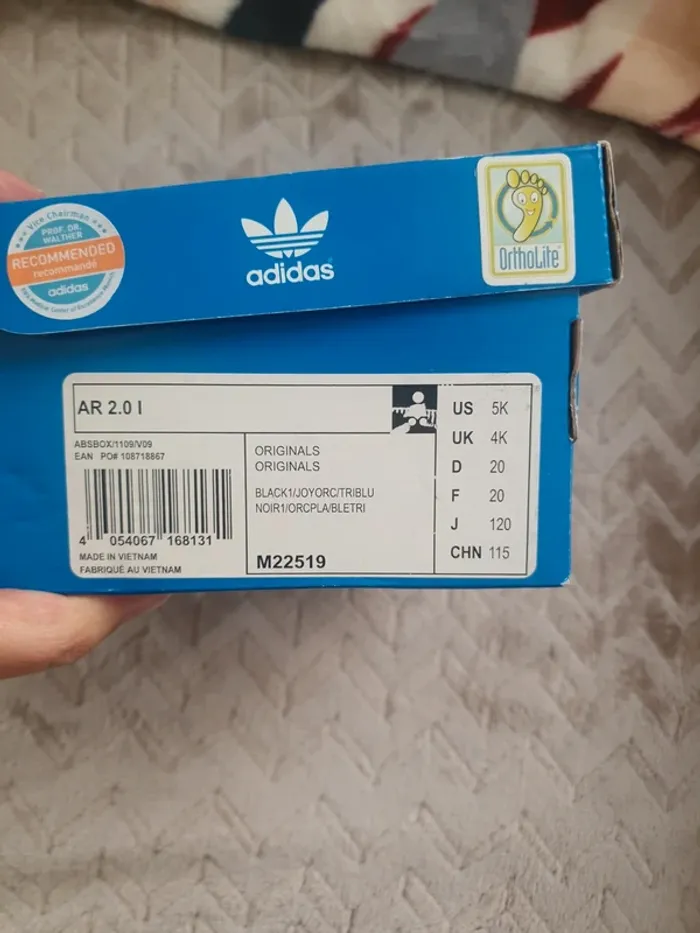 Vice Chairman
PROF. DR.
WALTHER
RECOMMENDED
recommandé
adidas
adidas
OrthoLite
AR 2.0 I
ABSBOX/1109/V09
EAN PO# 108718867
4 054067 168131
MADE IN VIETNAM
FABRIQUÉ AU VIETNAM
ORIGINALS
ORIGINALS
BLACK1/JOYORC/TRIBLU
NOIR1/ORCPLA/BLETRI
M22519
US 5K
UK 4K
D 20
F 20
J 120
CHN 115